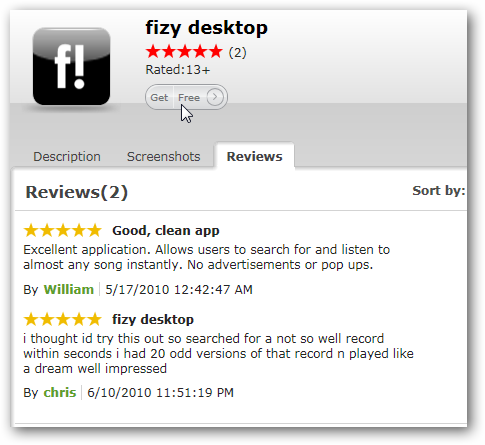 f!
fizy desktop
(2)
Rated:13+
Get Free
Description Screenshots Reviews
Reviews(2) Sort by:
Good, clean app
Excellent application. Allows users to search for and listen to
almost any song instantly. No advertisements or pop ups.
By William 5/17/2010 12:42:47 AM
fizy desktop
i thought id try this out so searched for a not so well record
within seconds i had 20 odd versions of that record n played like
a dream well impressed
By chris 6/10/2010 11:51:19 PM